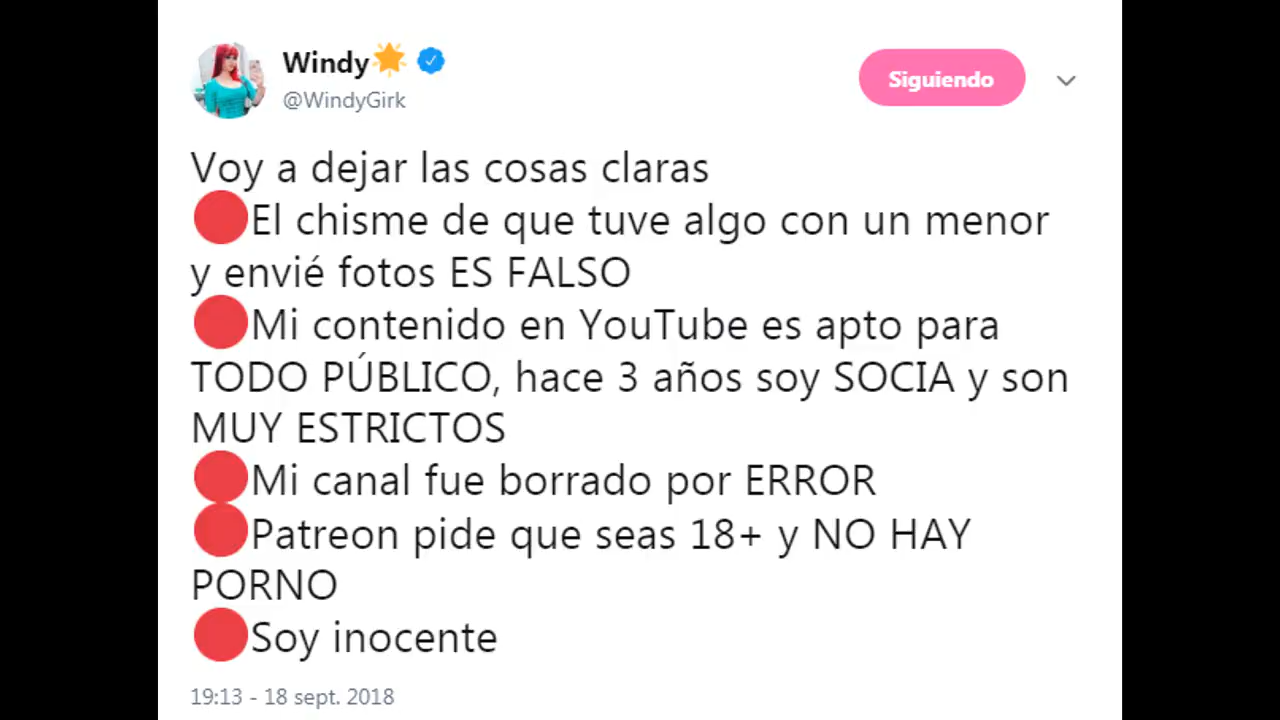 Windy🌟
@WindyGirk
Siguiendo
Voy a dejar las cosas claras
🔴El chisme de que tuve algo con un menor
y envié fotos ES FALSO
🔴Mi contenido en YouTube es apto para
TODO PÚBLICO, hace 3 años soy SOCIA y son
MUY ESTRICTOS
🔴Mi canal fue borrado por ERROR
🔴Patreon pide que seas 18+ y NO HAY
PORNO
🔴Soy inocente
19:13 - 18 sept. 2018